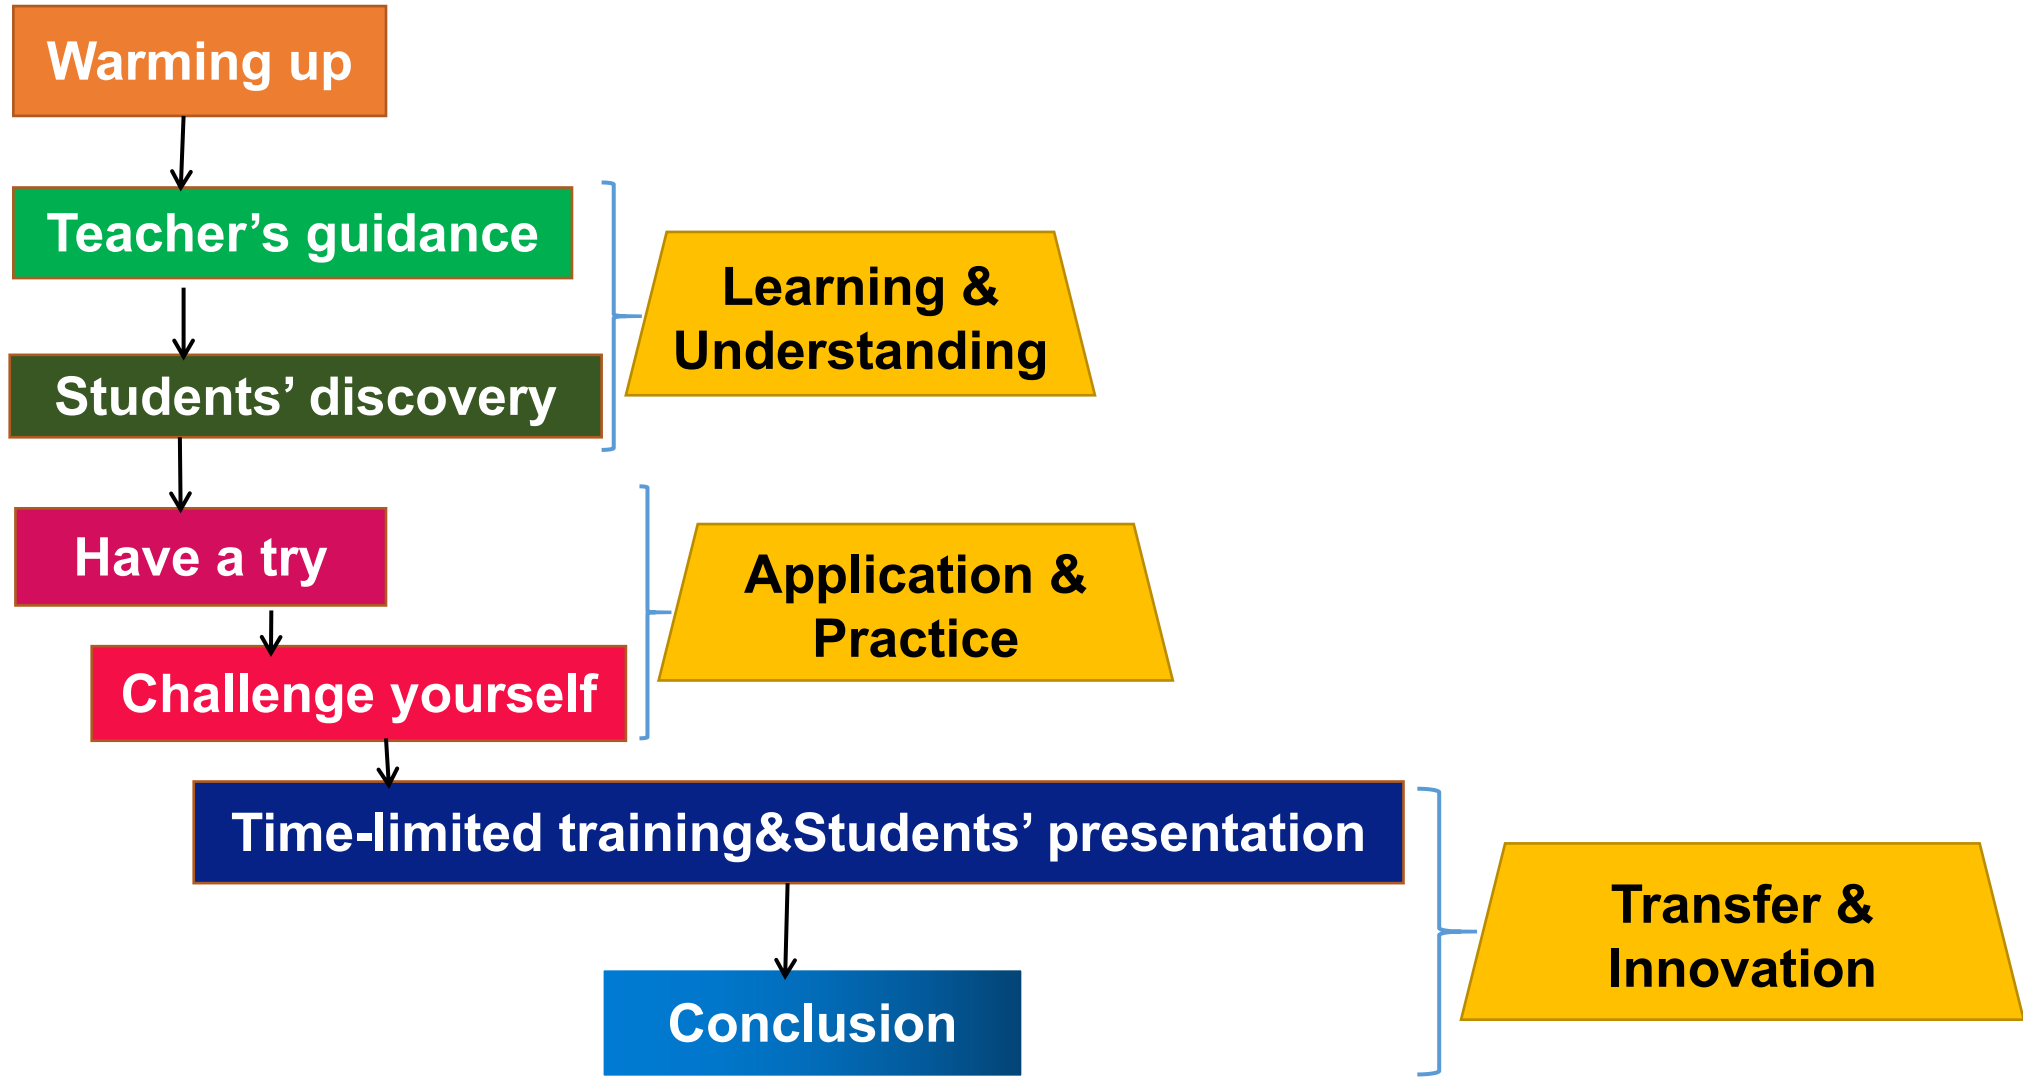 Warming up
Teacher’s guidance
Learning &
Understanding
Students’ discovery
Have a try
Application &
Practice
Challenge yourself
Time-limited training&Students’ presentation
Transfer &
Innovation
Conclusion